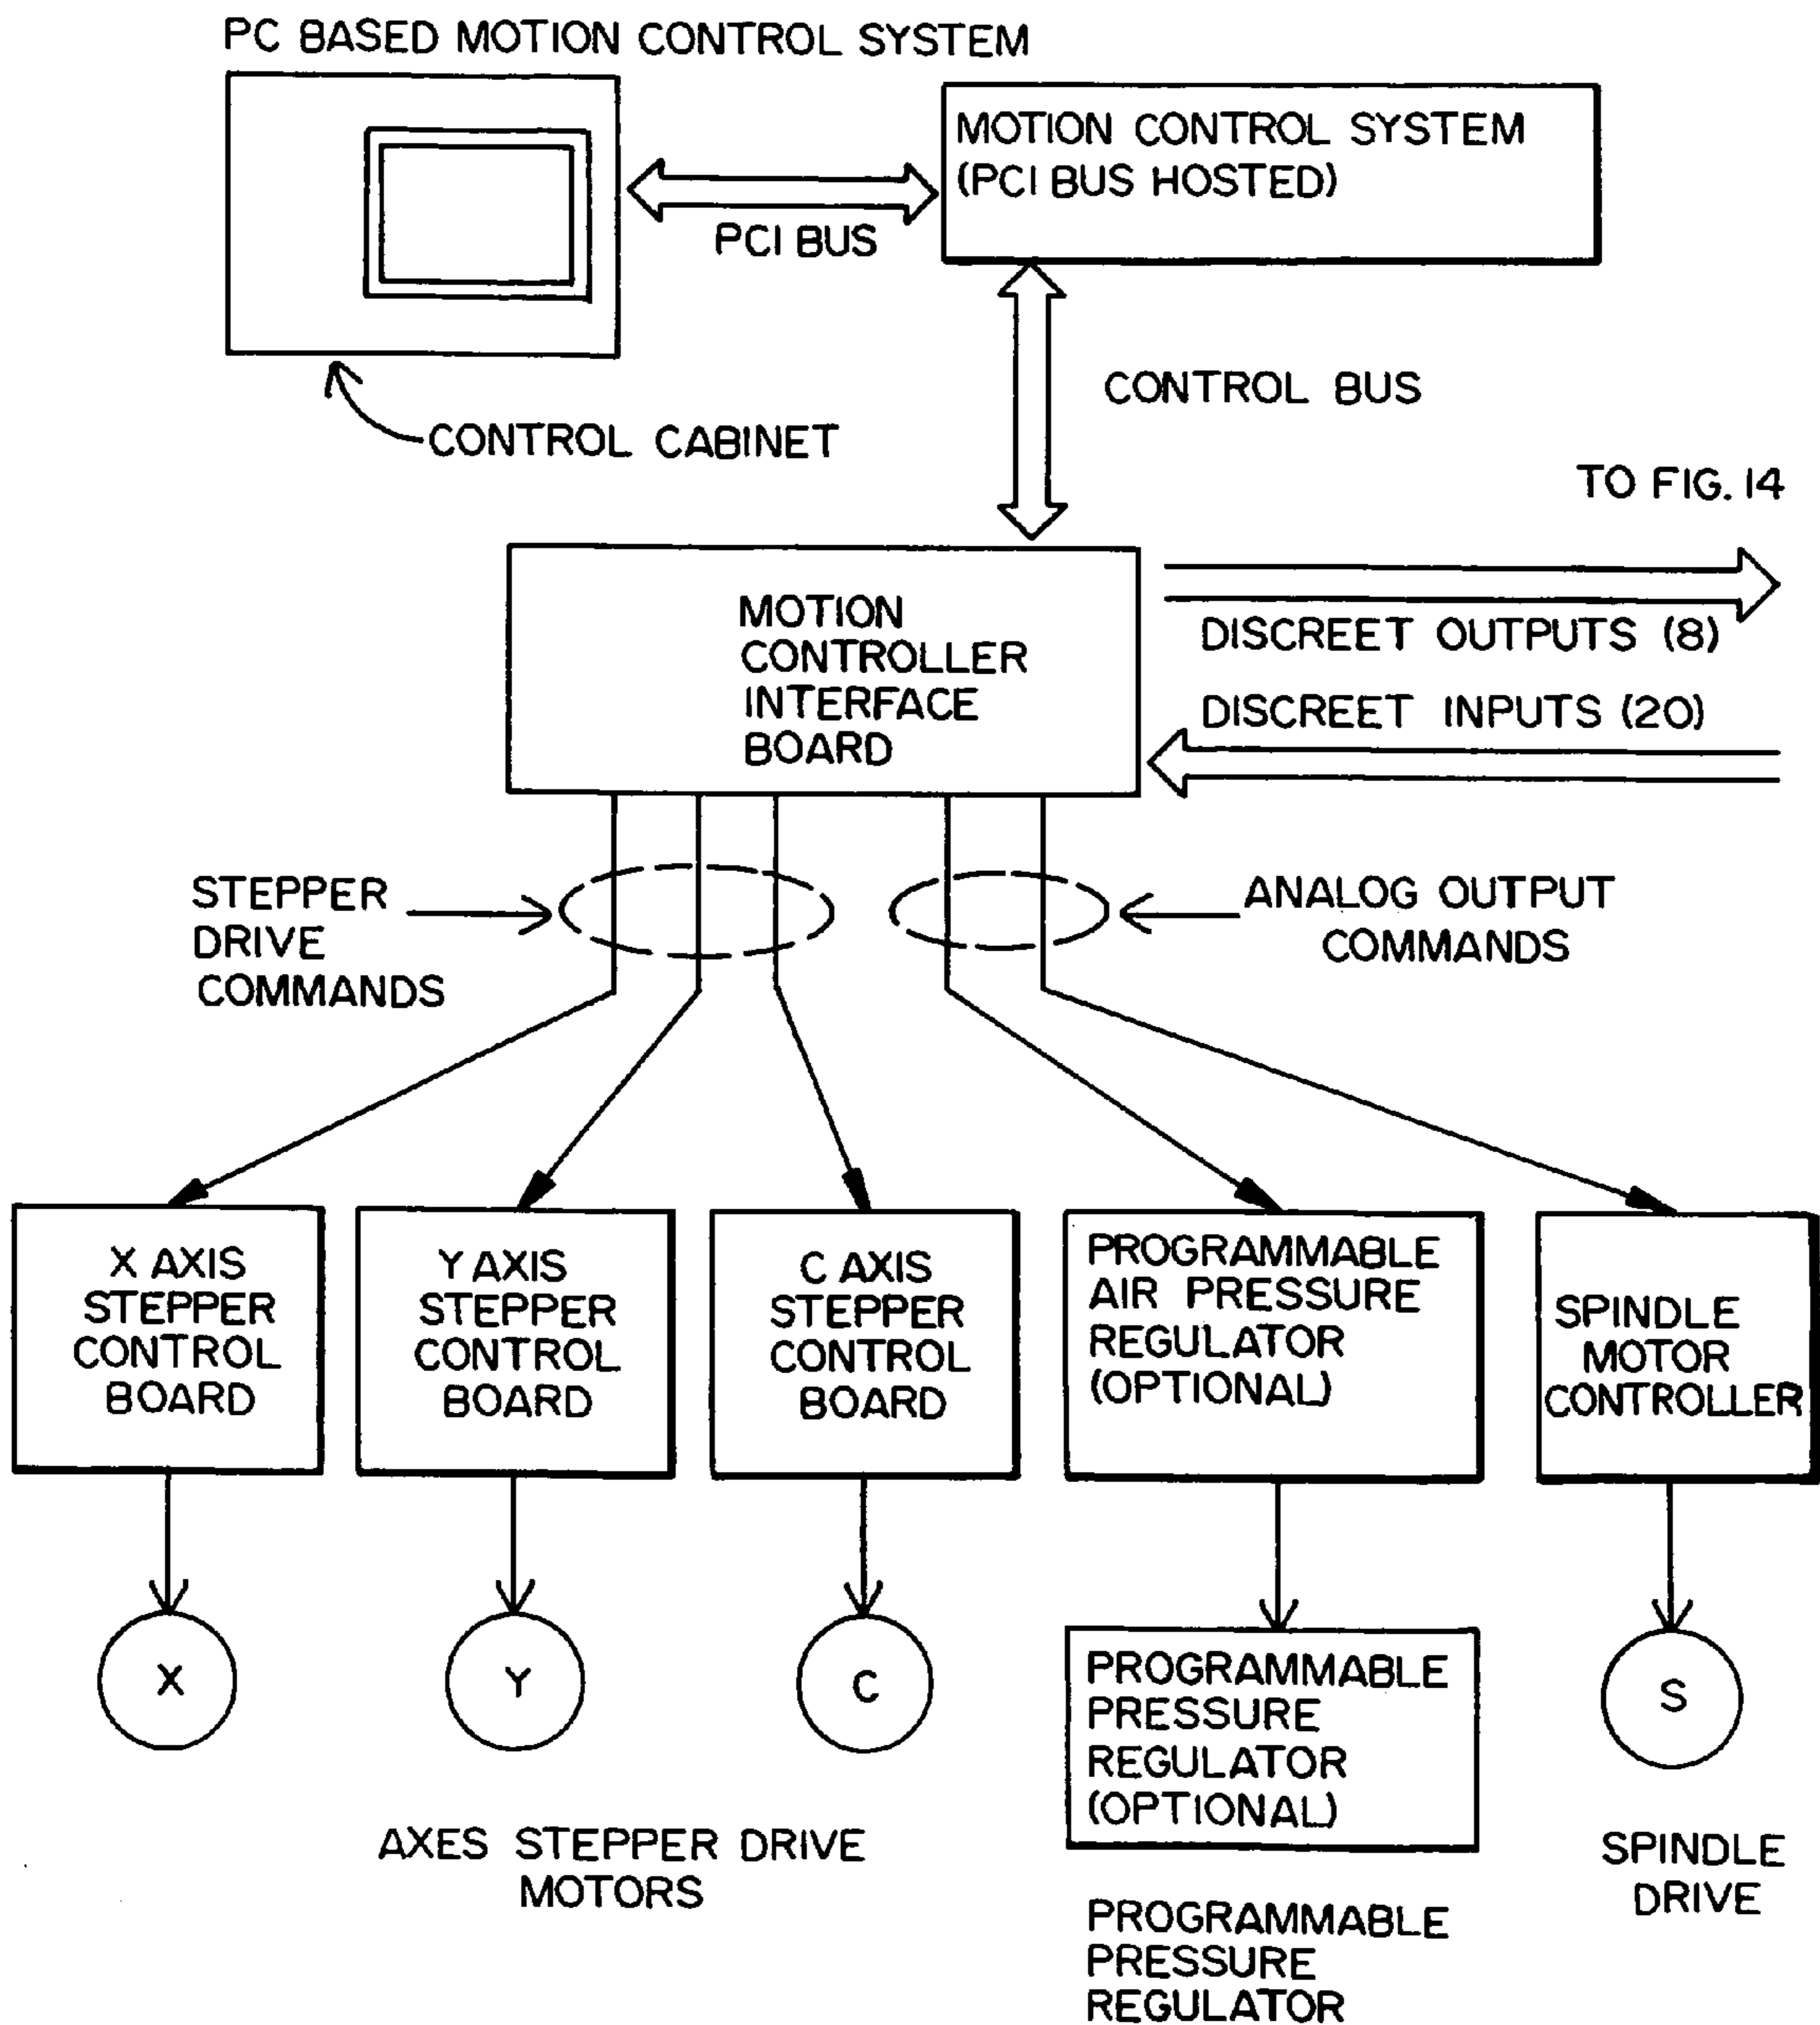 PC BASED MOTION CONTROL SYSTEM
MOTION CONTROL SYSTEM
(PCI BUS HOSTED)
PCI BUS
CONTROL BUS
CONTROL CABINET
TO FIG. 14
MOTION
CONTROLLER
INTERFACE
BOARD
DISCREET OUTPUTS (8)
DISCREET INPUTS (20)
STEPPER
DRIVE
COMMANDS
ANALOG OUTPUT
COMMANDS
X AXIS
STEPPER
CONTROL
BOARD
Y AXIS
STEPPER
CONTROL
BOARD
C AXIS
STEPPER
CONTROL
BOARD
PROGRAMMABLE
AIR PRESSURE
REGULATOR
(OPTIONAL)
SPINDLE
MOTOR
CONTROLLER
X
Y
C
PROGRAMMABLE
PRESSURE
REGULATOR
(OPTIONAL)
S
AXES STEPPER DRIVE
MOTORS
PROGRAMMABLE
PRESSURE
REGULATOR
SPINDLE
DRIVE